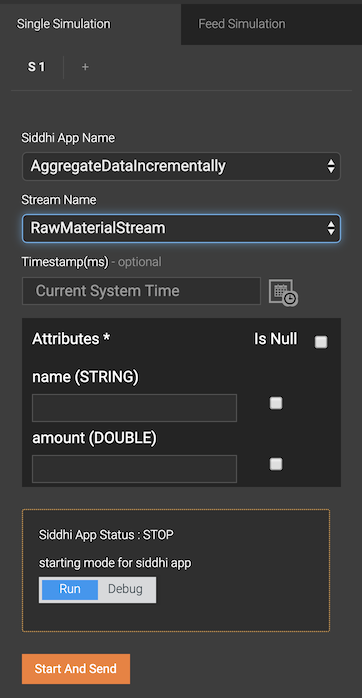 Single Simulation
Feed Simulation
S 1
+
Siddhi App Name
AggregateDataIncrementally
Stream Name
RawMaterialStream
Timestamp(ms) - optional
Current System Time
Attributes *
Is Null
name (STRING)
amount (DOUBLE)
Siddhi App Status : STOP
starting mode for siddhi app
Run
Debug
Start And Send